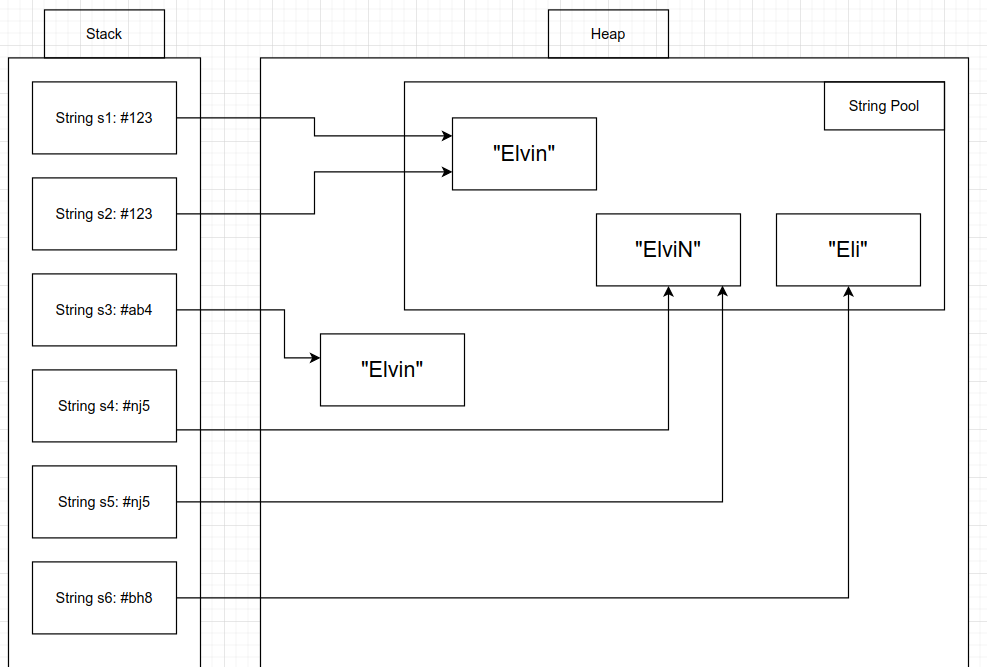 Stack
Heap
String s1: #123
String Pool
"Elvin"
String s2: #123
"ElviN"
"Eli"
String s3: #ab4
"Elvin"
String s4: #nj5
String s5: #nj5
String s6: #bh8